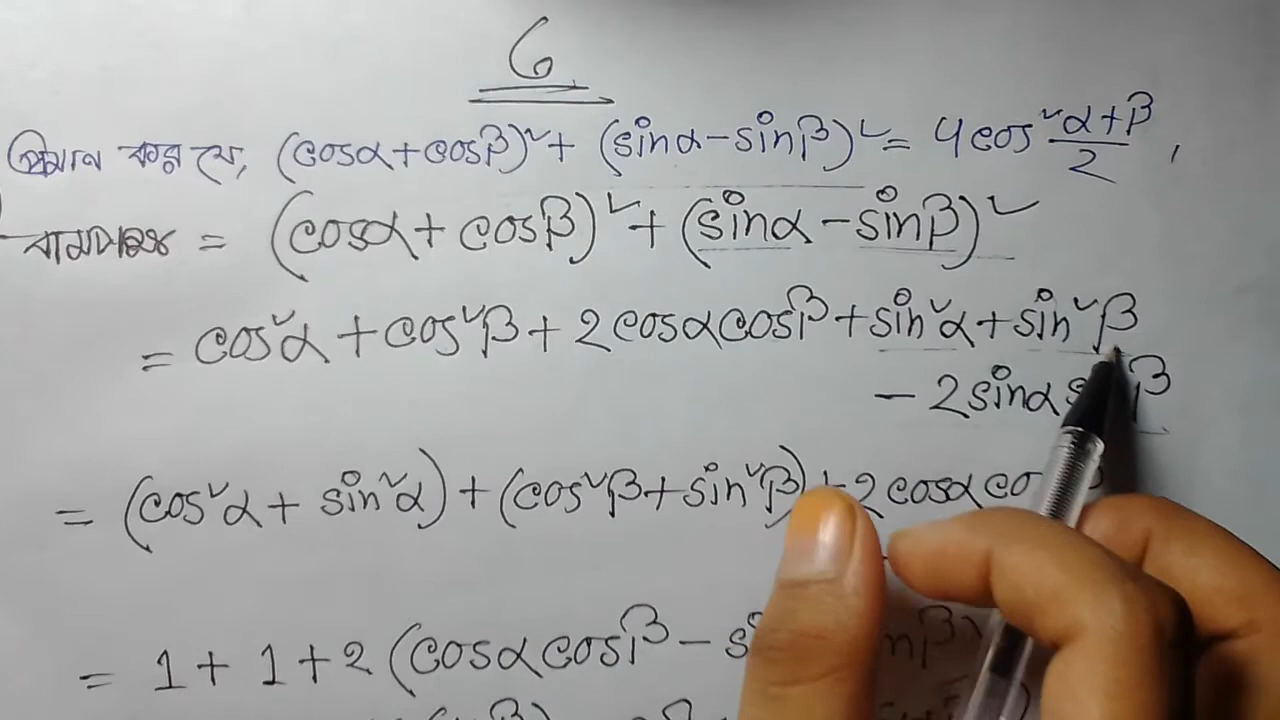 6
প্রমাণ কর যে, (cosα+cosβ)²+(sinα-sinβ)²=4cos²(α+β)/2,
বামপক্ষ = (cosα+cosβ)²+(sinα-sinβ)²
= cos²α+cos²β+2cosαcosβ+sin²α+sin²β
-2sinα
= (cos²α+sin²α)+(cos²β+sin²β)+2cosα
= 1+1+2(cosαcosβ-